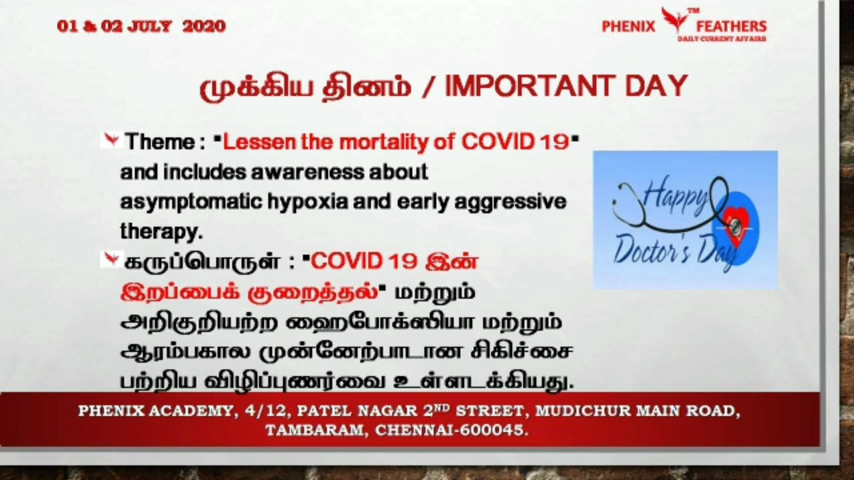 01 & 02 JULY 2020
PHENIX FEATHERS TM
DAILY CURRENT AFFAIRS
முக்கிய தினம் / IMPORTANT DAY
Theme : "Lessen the mortality of COVID 19"
and includes awareness about
asymptomatic hypoxia and early aggressive
therapy.
Happy
Doctor's Day
கருப்பொருள் : "COVID 19 இன்
இறப்பைக் குறைத்தல்" மற்றும்
அறிகுறியற்ற ஹைபோக்ஸியா மற்றும்
ஆரம்பகால முன்னேற்பாடான சிகிச்சை
பற்றிய விழிப்புணர்வை உள்ளடக்கியது.
PHENIX ACADEMY, 4/12, PATEL NAGAR 2ND STREET, MUDICHUR MAIN ROAD,
TAMBARAM, CHENNAI-600045.